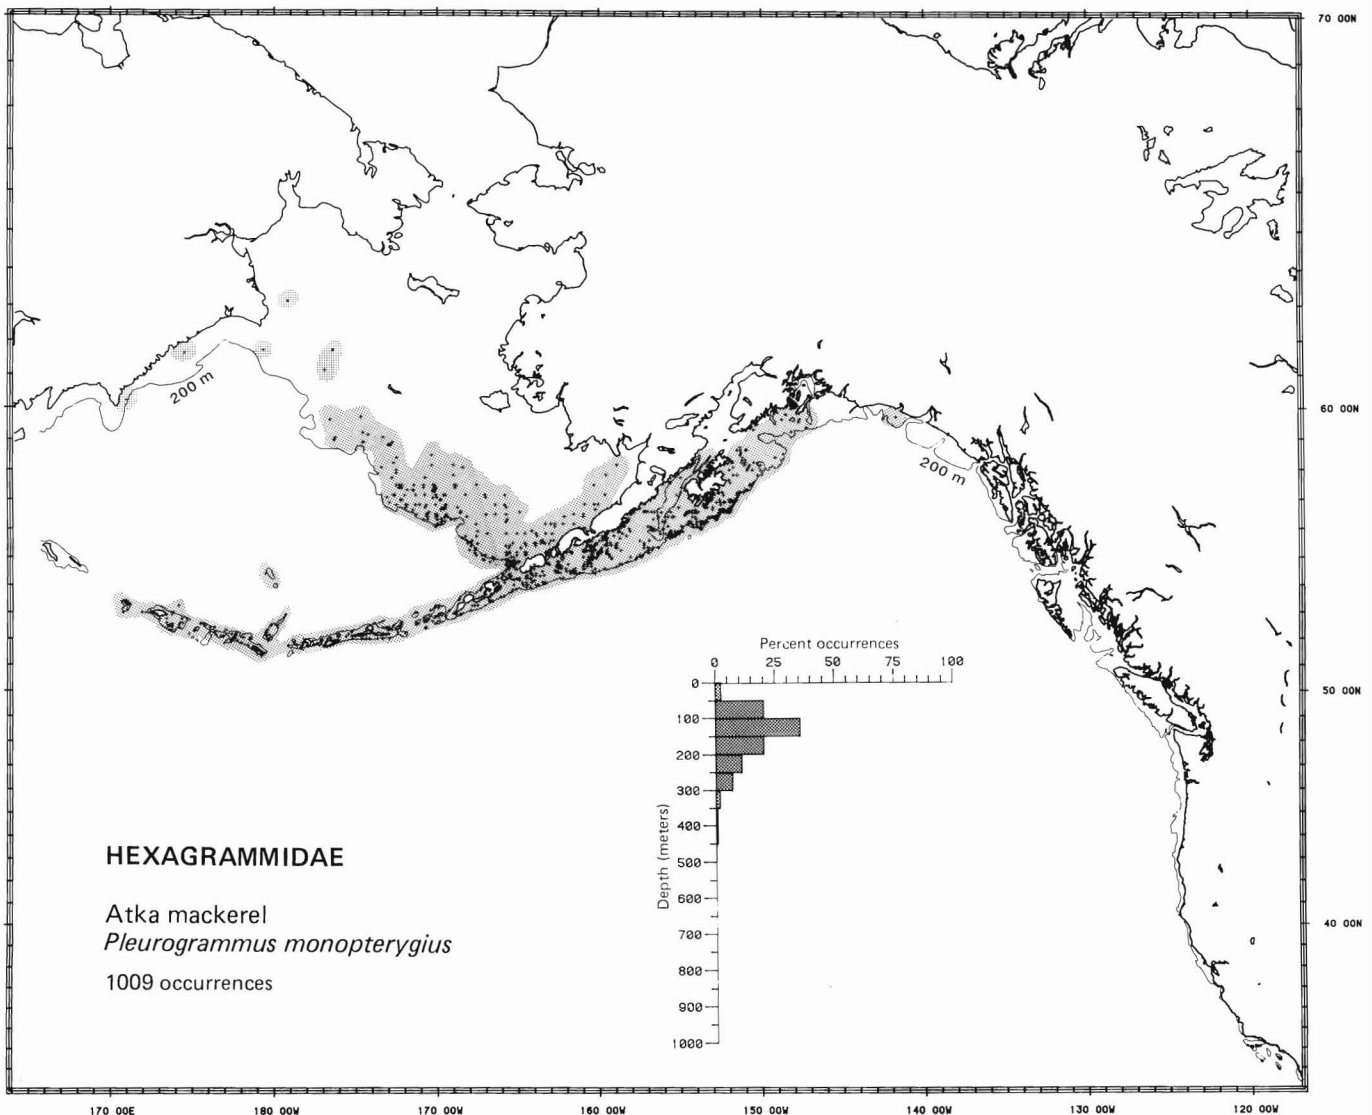 70 00N
200 m
60 00N
200 m
Percent occurrences
0 25 50 75 100
50 00N
0
100
200
300
400
500
600
700
800
900
1000
Depth (meters)
HEXAGRAMMIDAE
Atka mackerel
Pleurogrammus monopterygius
1009 occurrences
40 00N
170 00E 180 00W 170 00W 160 00W 150 00W 140 00W 130 00W 120 00W